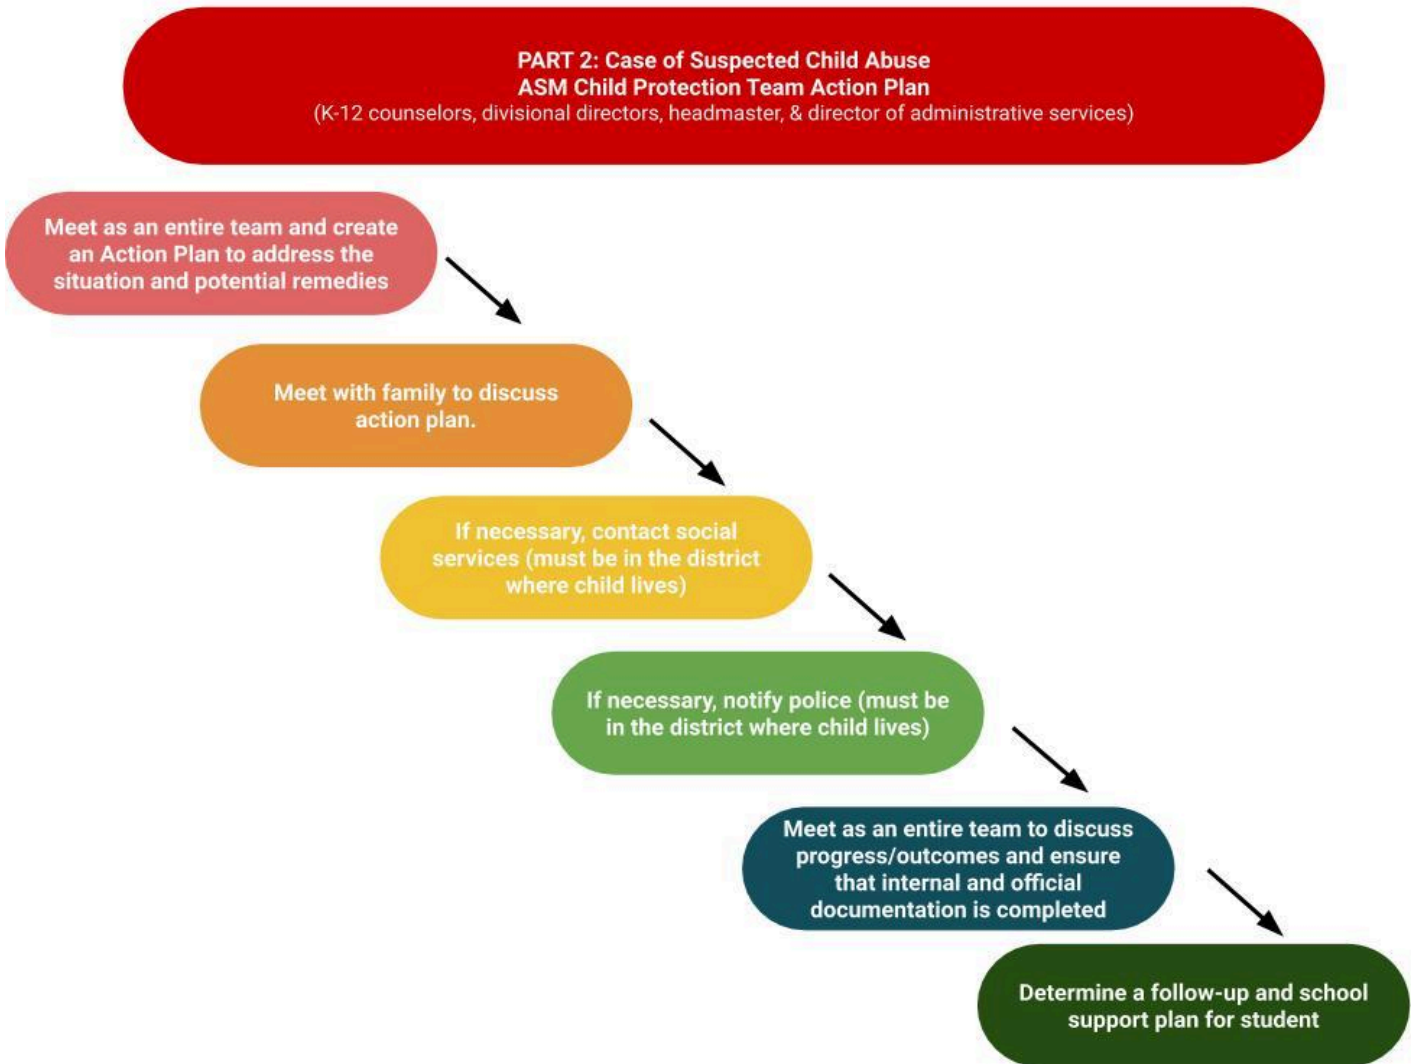 PART 2: Case of Suspected Child Abuse
ASM Child Protection Team Action Plan
(K-12 counselors, divisional directors, headmaster, & director of administrative services)
Meet as an entire team and create
an Action Plan to address the
situation and potential remedies
Meet with family to discuss
action plan.
If necessary, contact social
services (must be in the district
where child lives)
If necessary, notify police (must be
in the district where child lives)
Meet as an entire team to discuss
progress/outcomes and ensure
that internal and official
documentation is completed
Determine a follow-up and school
support plan for student